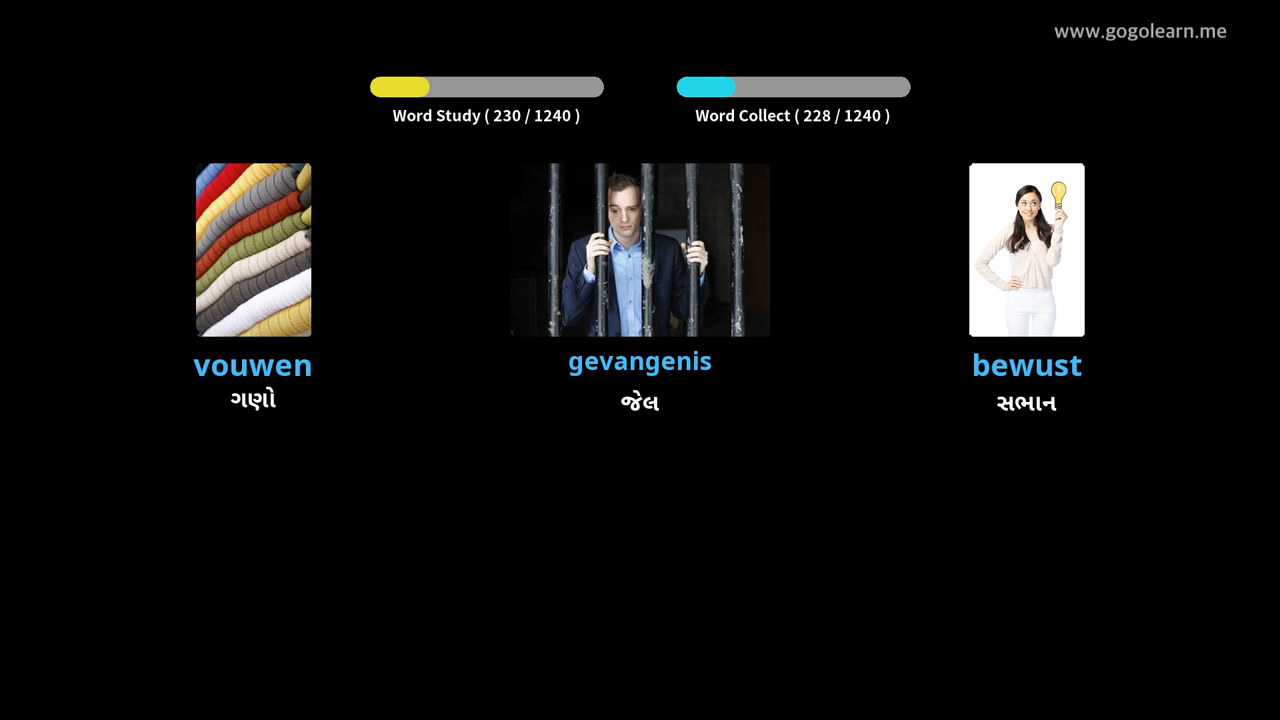 www.gogolearn.me
Word Study ( 230 / 1240 )
Word Collect ( 228 / 1240 )
vouwen
gevangenis
bewust
ગણો
જેલ
સભાન